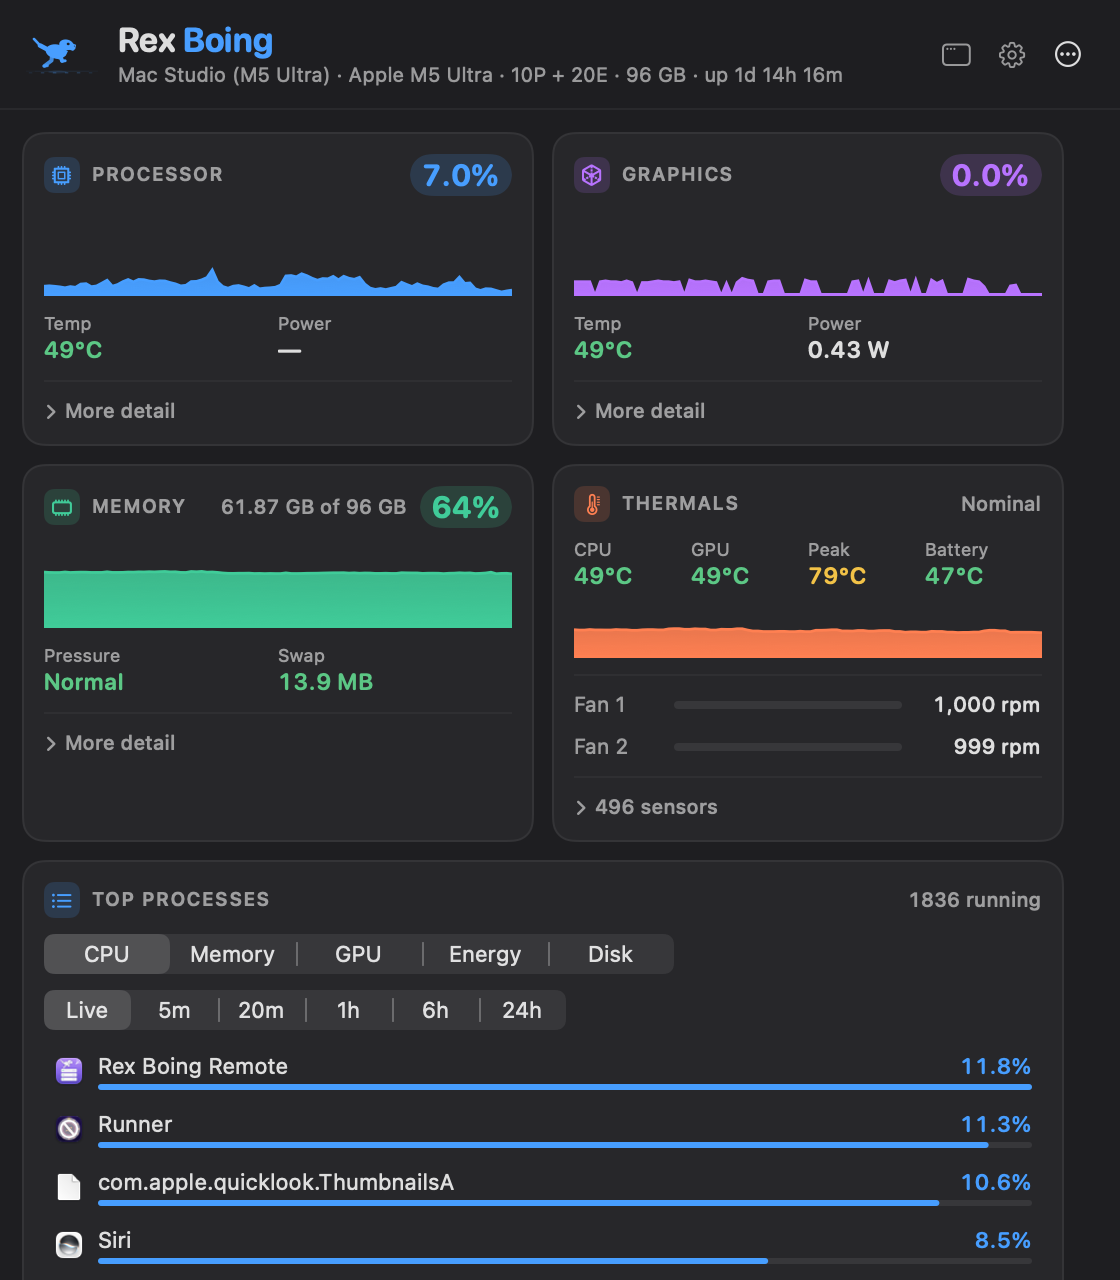 Rex Boing
Mac Studio (M5 Ultra) · Apple M5 Ultra · 10P + 20E · 96 GB · up 1d 14h 16m
PROCESSOR 7.0%
Temp Power
49°C —
More detail
GRAPHICS 0.0%
Temp Power
49°C 0.43 W
More detail
MEMORY 61.87 GB of 96 GB 64%
Pressure Swap
Normal 13.9 MB
More detail
THERMALS Nominal
CPU GPU Peak Battery
49°C 49°C 79°C 47°C
Fan 1 1,000 rpm
Fan 2 999 rpm
496 sensors
TOP PROCESSES 1836 running
CPU Memory GPU Energy Disk
Live 5m 20m 1h 6h 24h
Rex Boing Remote 11.8%
Runner 11.3%
com.apple.quicklook.ThumbnailsA 10.6%
Siri 8.5%